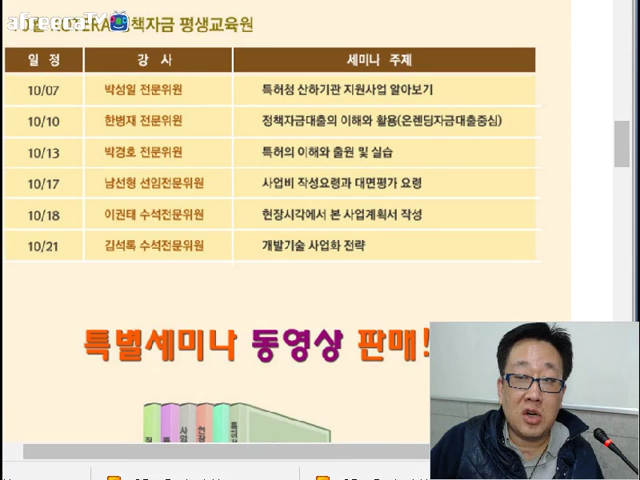 afreecaTV
정책자금 평생교육원
일 정 강 사 세미나 주제
10/07 박성일 전문위원 특허청 산하기관 지원사업 알아보기
10/10 한병재 전문위원 정책자금대출의 이해와 활용(온렌딩자금대출중심)
10/13 박경호 전문위원 특허의 이해와 출원 및 실습
10/17 남선형 선임전문위원 사업비 작성요령과 대면평가 요령
10/18 이권태 수석전문위원 현장시각에서 본 사업계획서 작성
10/21 김석록 수석전문위원 개발기술 사업화 전략
특별세미나 동영상 판매!